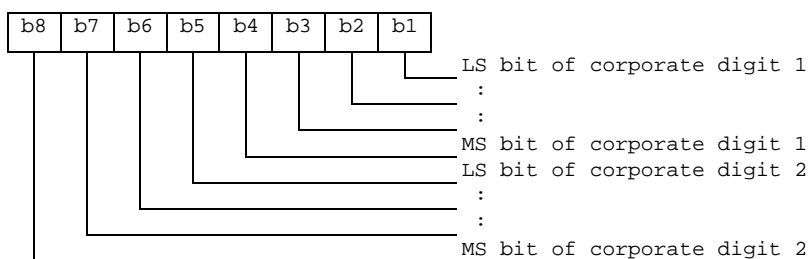 b8 b7 b6 b5 b4 b3 b2 b1
LS bit of corporate digit 1
:
:
MS bit of corporate digit 1
LS bit of corporate digit 2
:
:
MS bit of corporate digit 2